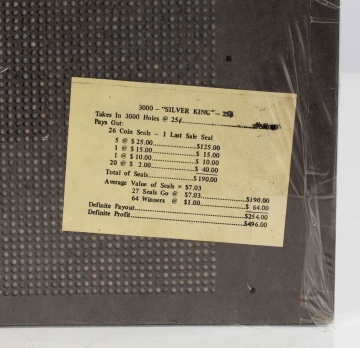 3000 – "SILVER KING" – 25¢
Takes In 3000 Holes @ 25¢
Pays Out:
26 Coin Seals – 1 Last Sale Seal
5 @ $ 25.00 $125.00
1 @ $ 15.00 $ 15.00
1 @ $ 10.00 $ 10.00
20 @ $ 2.00 $ 40.00
Total of Seals $190.00
Average Value of Seals = $7.03
27 Seals Go @ $7.03 $190.00
64 Winners @ $1.00 $ 64.00
Definite Payout $254.00
Definite Profit $496.00